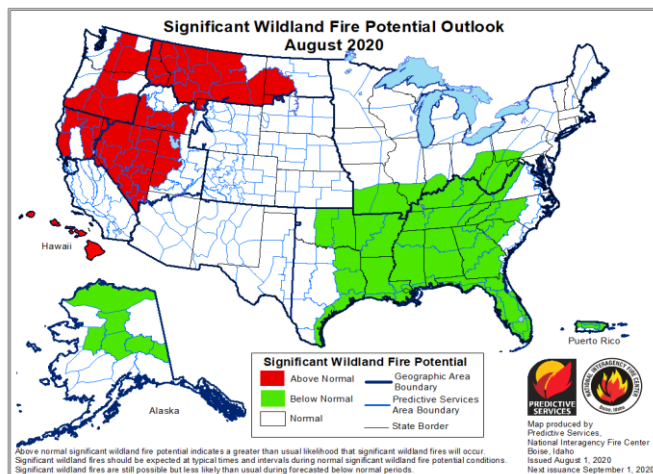 Significant Wildland Fire Potential Outlook
August 2020
Hawaii
Alaska
Puerto Rico
Significant Wildland Fire Potential
Above Normal
Below Normal
Normal
Geographic Area
Boundary
Predictive Services
Area Boundary
State Border
PREDICTIVE
SERVICES
NATIONAL INTERAGENCY FIRE CENTER
Boise, Idaho
Map produced by
Predictive Services,
National Interagency Fire Center
Boise, Idaho
Issued August 1, 2020
Next issuance September 1, 2020
Above normal significant wildland fire potential indicates a greater than usual likelihood that significant wildland fires will occur.
Significant wildland fires should be expected at typical times and intervals during normal significant wildland fire potential conditions.
Significant wildland fires are still possible but less likely than usual during forecasted below normal periods.